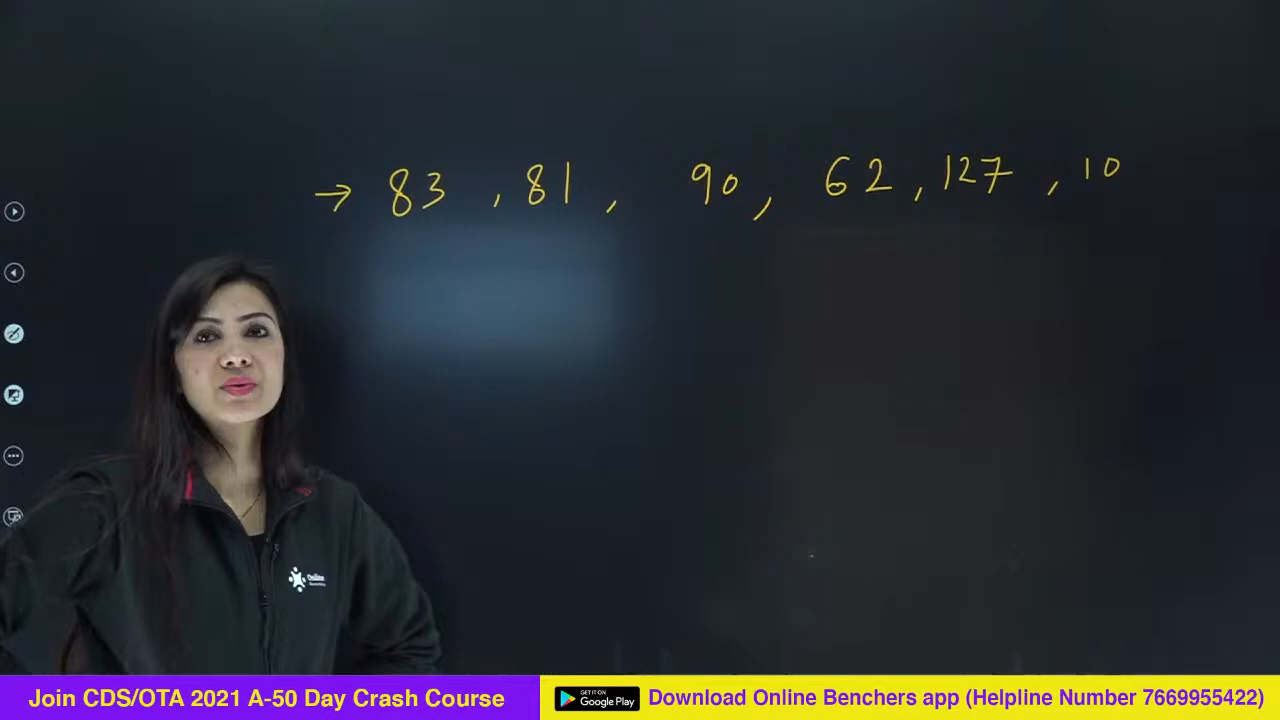 → 83 , 81 , 90 , 62 , 127 , 10
Online
GET IT ON
Google Play
Join CDS/OTA 2021 A-50 Day Crash Course
Download Online Benchers app (Helpline Number 7669955422)